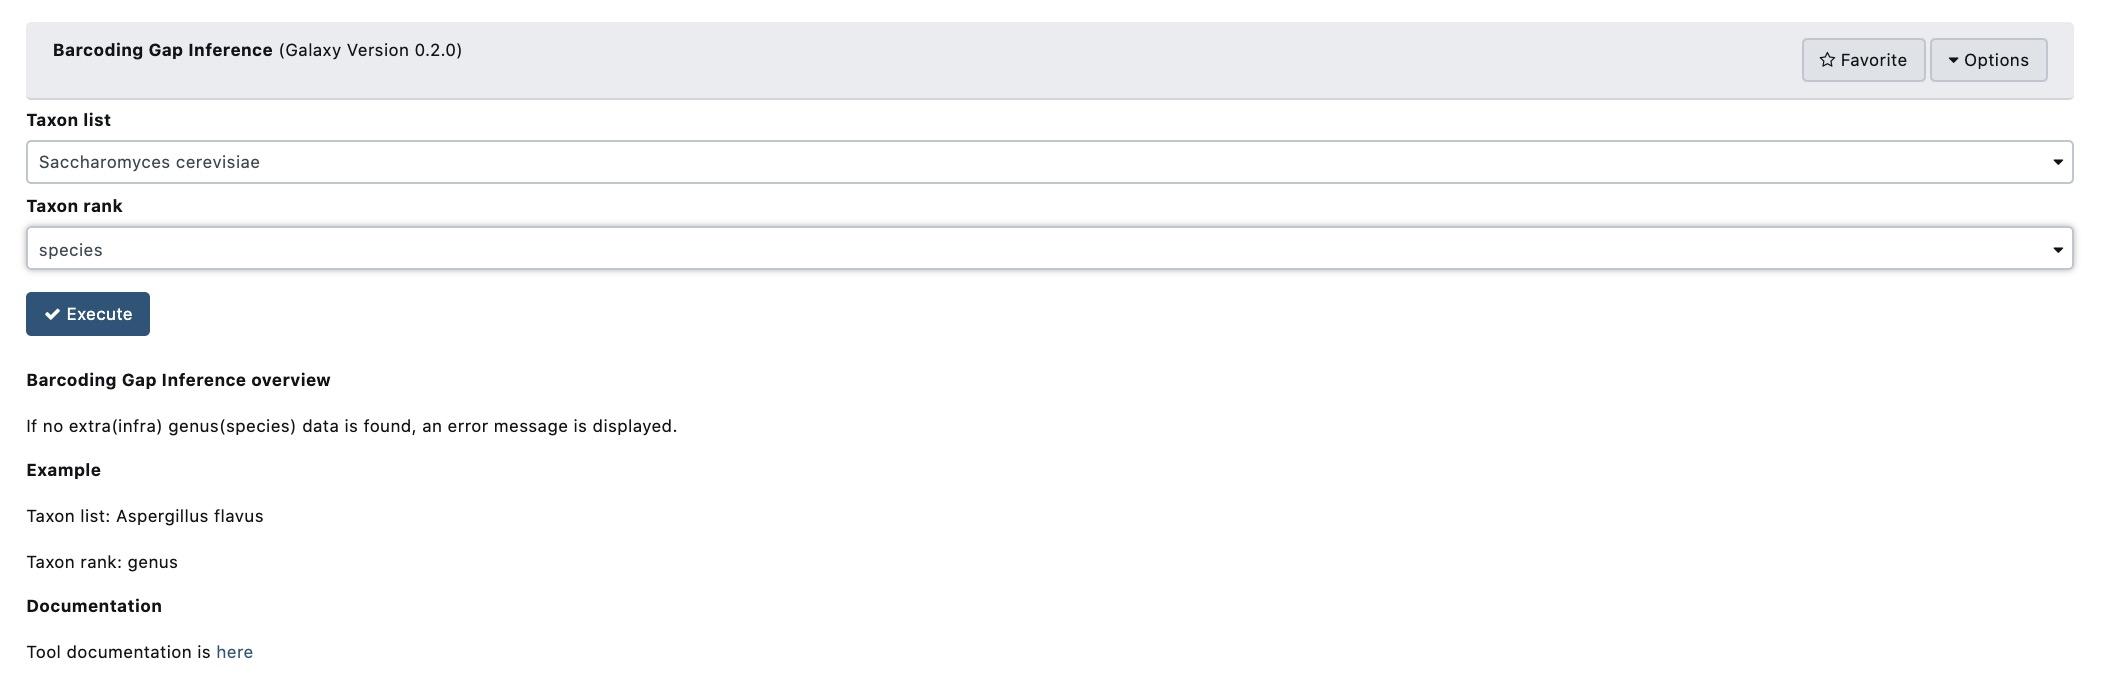 Barcoding Gap Inference (Galaxy Version 0.2.0)
Favorite
Options
Taxon list
Saccharomyces cerevisiae
Taxon rank
species
Execute
Barcoding Gap Inference overview
If no extra(infra) genus(species) data is found, an error message is displayed.
Example
Taxon list: Aspergillus flavus
Taxon rank: genus
Documentation
Tool documentation is here